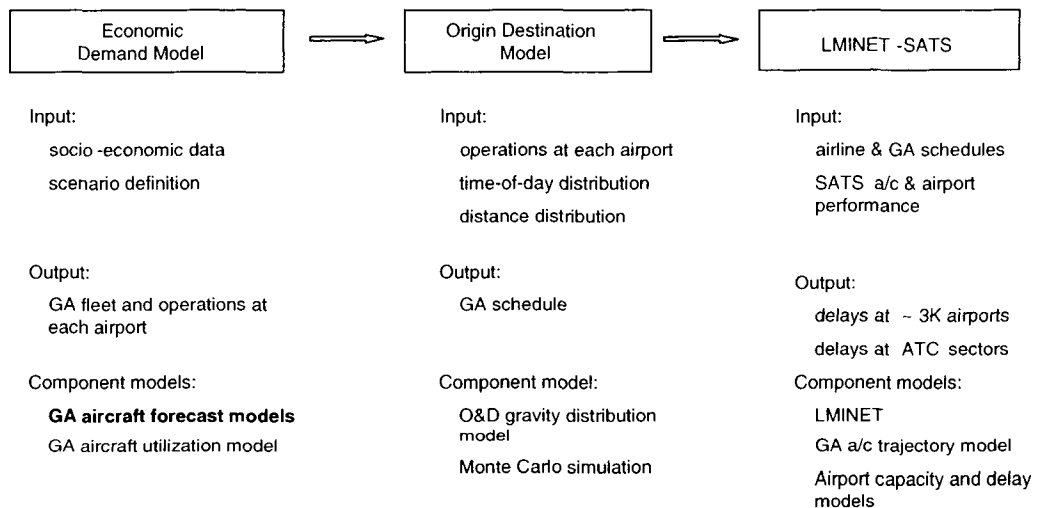 Economic
Demand Model
Origin Destination
Model
LMINET -SATS
Input:
socio -economic data
scenario definition
Output:
GA fleet and operations at
each airport
Component models:
GA aircraft forecast models
GA aircraft utilization model
Input:
operations at each airport
time-of-day distribution
distance distribution
Output:
GA schedule
Component model:
O&D gravity distribution
model
Monte Carlo simulation
Input:
airline & GA schedules
SATS a/c & airport
performance
Output:
delays at ~ 3K airports
delays at ATC sectors
Component models:
LMINET
GA a/c trajectory model
Airport capacity and delay
models